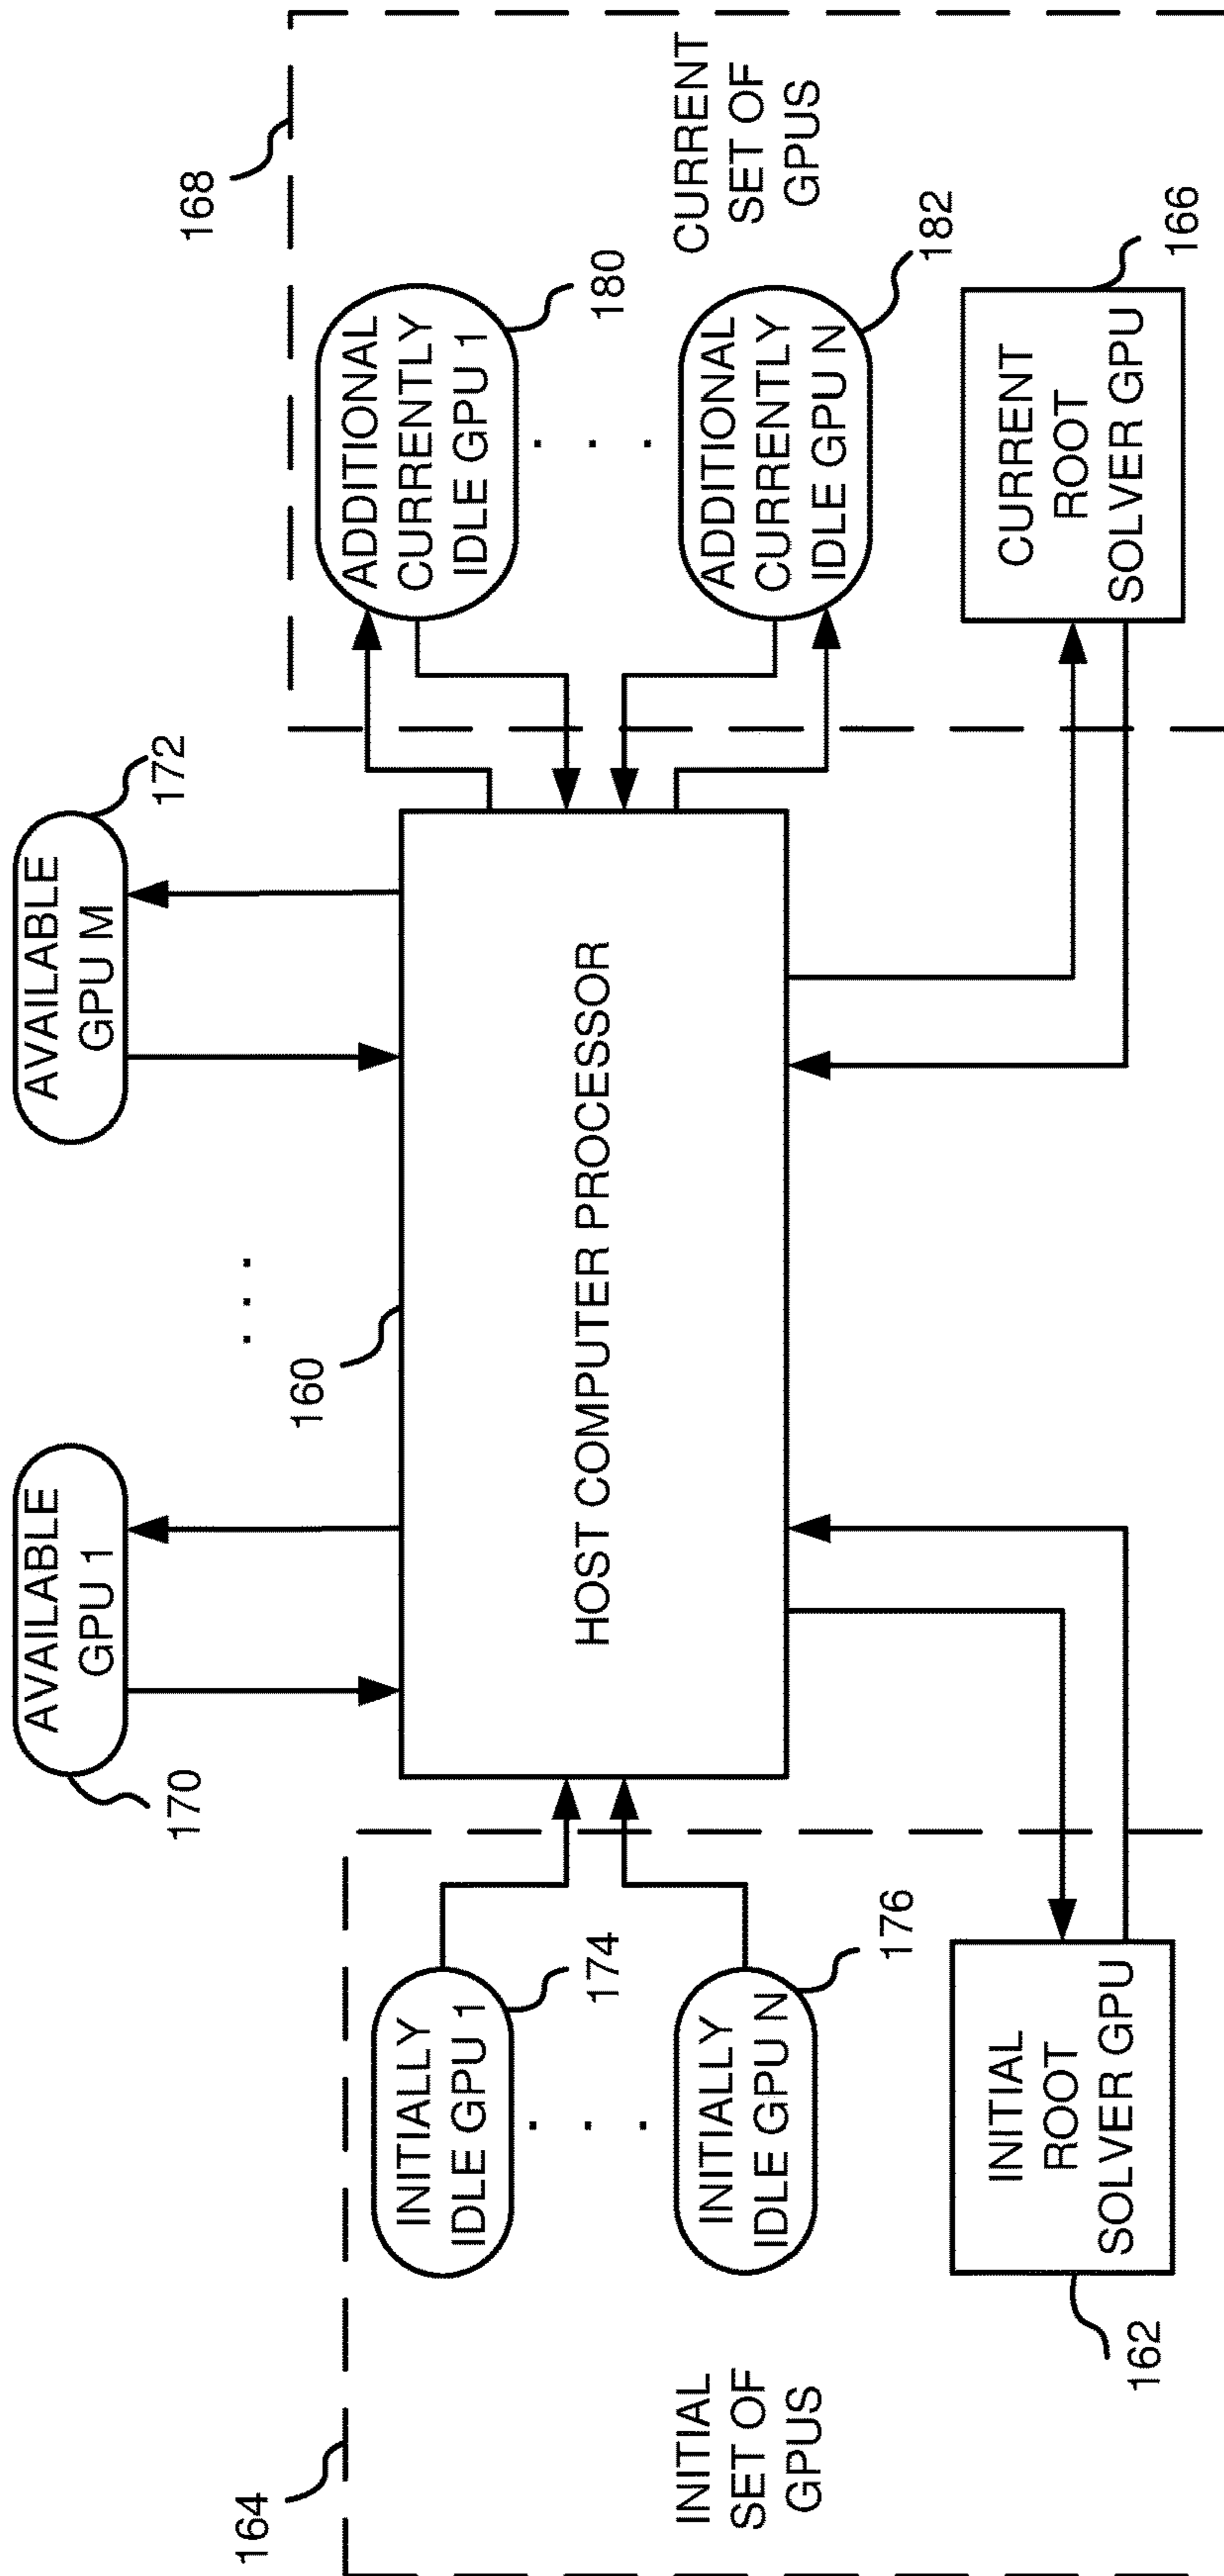 170
AVAILABLE
GPU 1
. . .
AVAILABLE
GPU M
172
168
164
160
INITIALLY
IDLE GPU 1
174
. . .
INITIALLY
IDLE GPU N
176
INITIAL
SET OF
GPUS
INITIAL
ROOT
SOLVER GPU
162
HOST COMPUTER PROCESSOR
ADDITIONAL
CURRENTLY
IDLE GPU 1
180
. . .
ADDITIONAL
CURRENTLY
IDLE GPU N
182
CURRENT
SET OF
GPUS
CURRENT
ROOT
SOLVER GPU
166